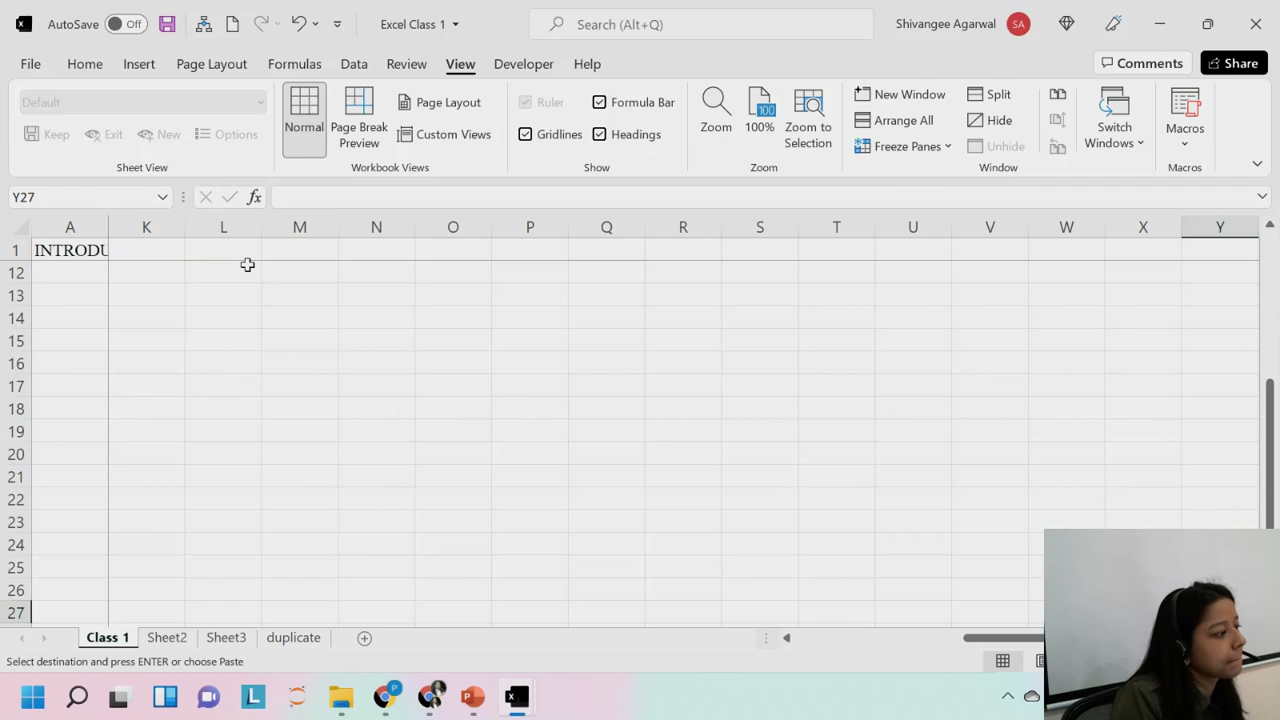 AutoSave Off Excel Class 1 Search (Alt+Q) Shivangee Agarwal SA
File Home Insert Page Layout Formulas Data Review View Developer Help Comments Share
Default
Keep Exit New Options
Sheet View
Normal
Page Break Preview
Page Layout
Custom Views
Workbook Views
Ruler Formula Bar
Gridlines Headings
Show
Zoom
100
100%
Zoom to Selection
Zoom
New Window
Arrange All
Freeze Panes
Split
Hide
Unhide
Switch Windows
Window
Macros
Macros
Y27 fx
A K L M N O P Q R S T U V W X Y
1 INTRODU
12
13
14
15
16
17
18
19
20
21
22
23
24
25
26
27
Class 1 Sheet2 Sheet3 duplicate
Select destination and press ENTER or choose Paste
L P